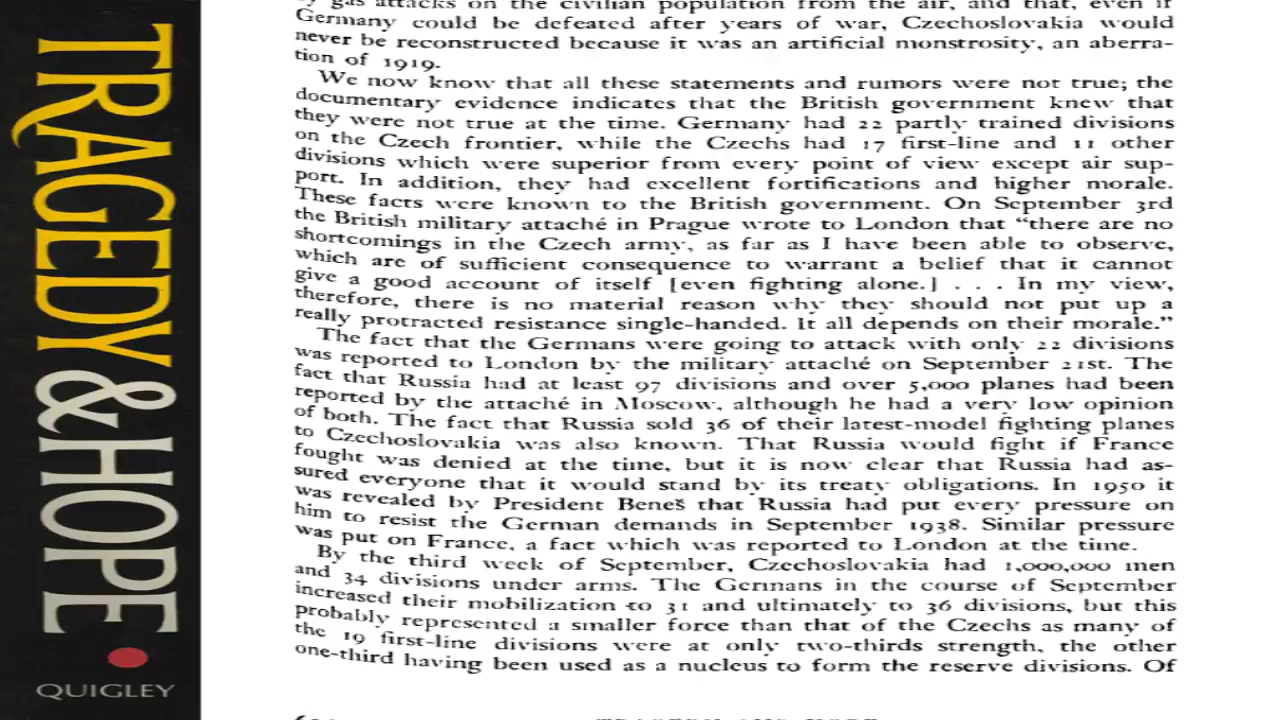 TRAGEDY & HOPE
QUIGLEY
by gas attacks on the civilian population from the air, and that, even if
Germany could be defeated after years of war, Czechoslovakia would
never be reconstructed because it was an artificial monstrosity, an aberra-
tion of 1919.
We now know that all these statements and rumors were not true; the
documentary evidence indicates that the British government knew that
they were not true at the time. Germany had 22 partly trained divisions
on the Czech frontier, while the Czechs had 17 first-line and 11 other
divisions which were superior from every point of view except air sup-
port. In addition, they had excellent fortifications and higher morale.
These facts were known to the British government. On September 3rd
the British military attaché in Prague wrote to London that “there are no
shortcomings in the Czech army, as far as I have been able to observe,
which are of sufficient consequence to warrant a belief that it cannot
give a good account of itself [even fighting alone.] . . . In my view,
therefore, there is no material reason why they should not put up a
really protracted resistance single-handed. It all depends on their morale.”
The fact that the Germans were going to attack with only 22 divisions
was reported to London by the military attaché on September 21st. The
fact that Russia had at least 97 divisions and over 5,000 planes had been
reported by the attaché in Moscow, although he had a very low opinion
of both. The fact that Russia sold 36 of their latest-model fighting planes
to Czechoslovakia was also known. That Russia would fight if France
fought was denied at the time, but it is now clear that Russia had as-
sured everyone that it would stand by its treaty obligations. In 1950 it
was revealed by President Beneš that Russia had put every pressure on
him to resist the German demands in September 1938. Similar pressure
was put on France, a fact which was reported to London at the time.
By the third week of September, Czechoslovakia had 1,000,000 men
and 34 divisions under arms. The Germans in the course of September
increased their mobilization to 31 and ultimately to 36 divisions, but this
probably represented a smaller force than that of the Czechs as many of
the 19 first-line divisions were at only two-thirds strength, the other
one-third having been used as a nucleus to form the reserve divisions. Of